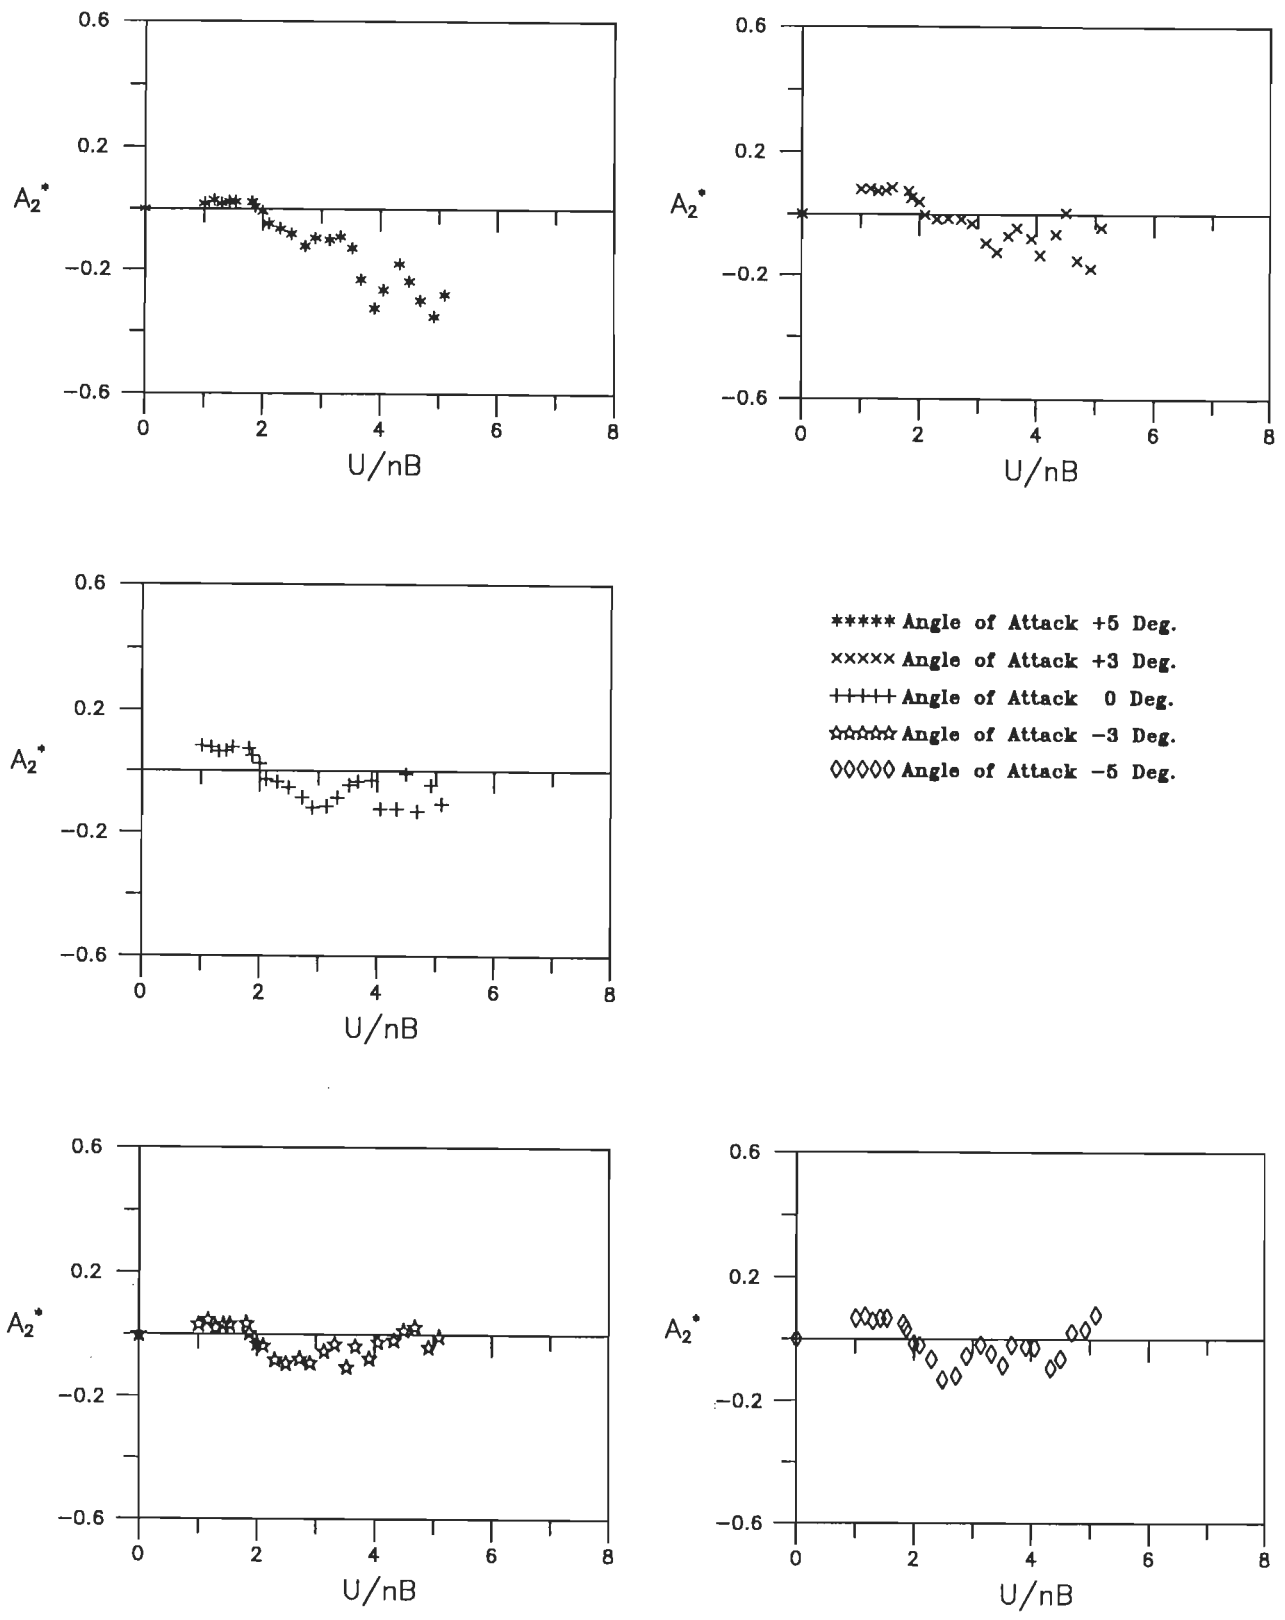 0.6
0.2
A₂*
−0.2
−0.6
0 2 4 6 8
U/nB
0.6
0.2
A₂*
−0.2
−0.6
0 2 4 6 8
U/nB
0.6
0.2
A₂*
−0.2
−0.6
0 2 4 6 8
U/nB
Angle of Attack +5 Deg.
Angle of Attack +3 Deg.
Angle of Attack 0 Deg.
Angle of Attack −3 Deg.
Angle of Attack −5 Deg.
0.6
0.2
A₂*
−0.2
−0.6
0 2 4 6 8
U/nB
0.6
0.2
A₂*
−0.2
−0.6
0 2 4 6 8
U/nB